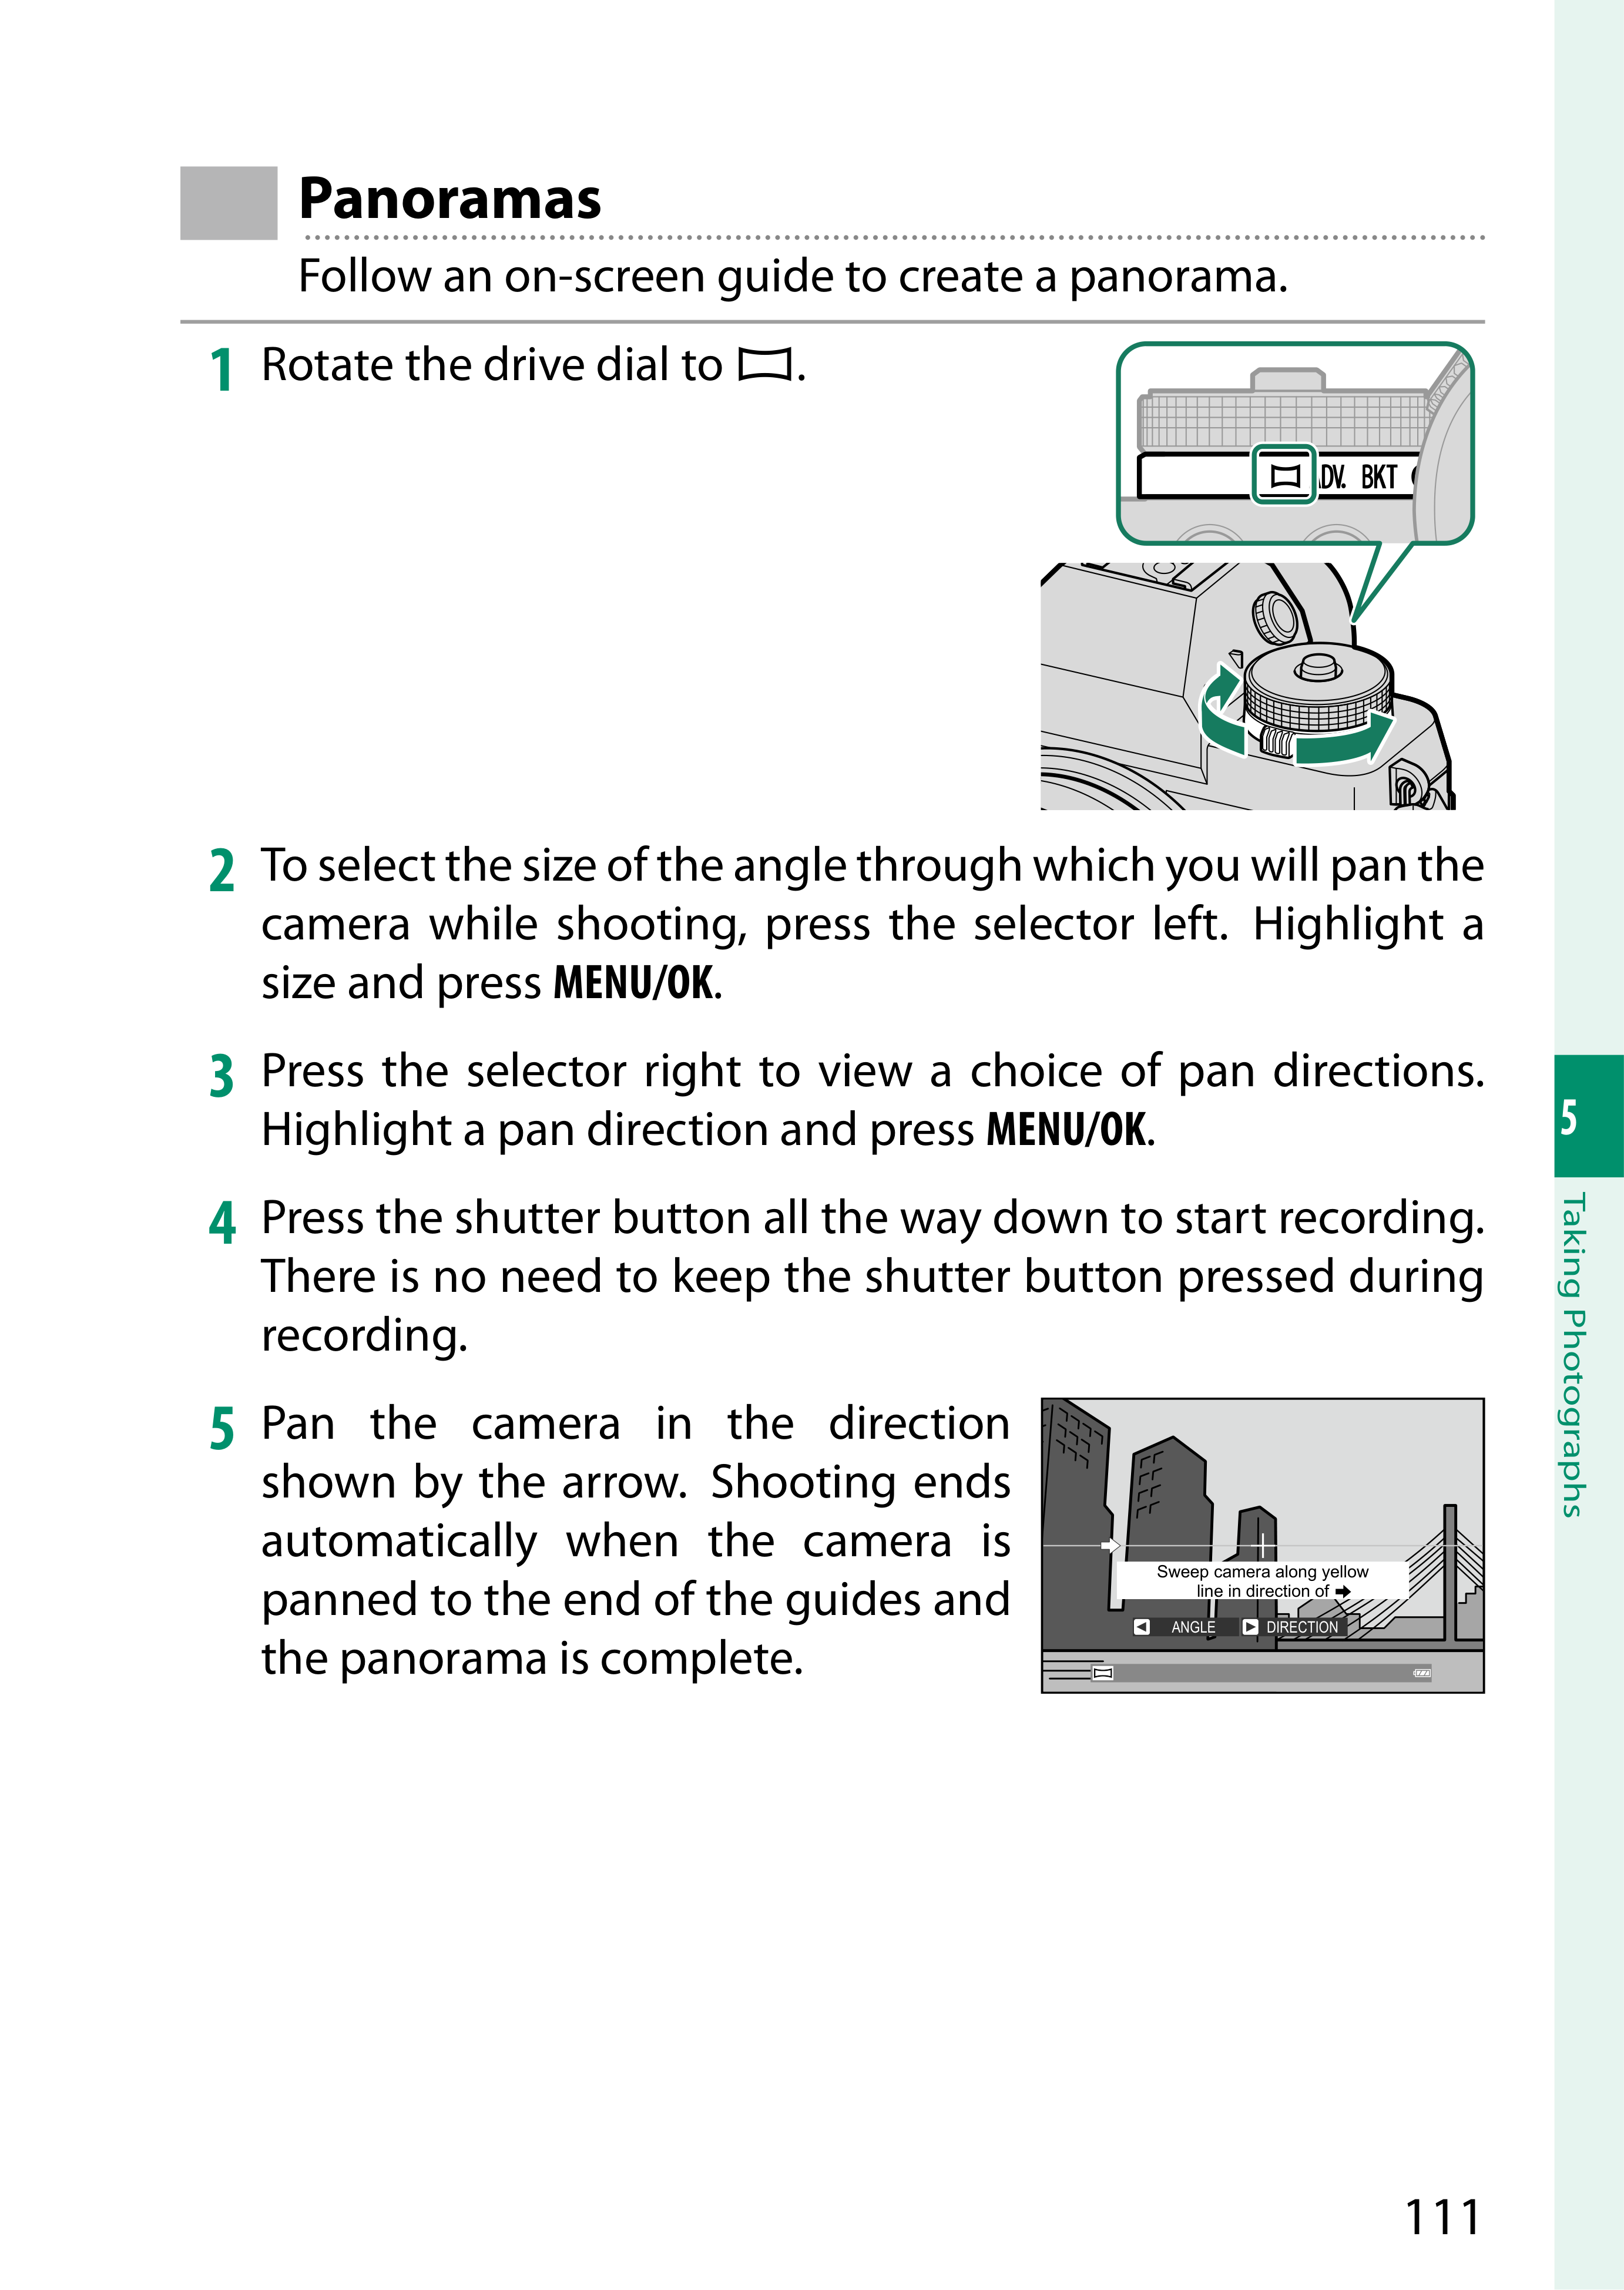 Panoramas
Follow an on-screen guide to create a panorama.
1 Rotate the drive dial to .
BKT
2 To select the size of the angle through which you will pan the
camera while shooting, press the selector left. Highlight a
size and press MENU/OK.
3 Press the selector right to view a choice of pan directions.
Highlight a pan direction and press MENU/OK.
4 Press the shutter button all the way down to start recording.
There is no need to keep the shutter button pressed during
recording.
5 Pan the camera in the direction
shown by the arrow. Shooting ends
automatically when the camera is
panned to the end of the guides and
the panorama is complete.
Sweep camera along yellow
line in direction of
ANGLE DIRECTION
5
Taking Photographs
111